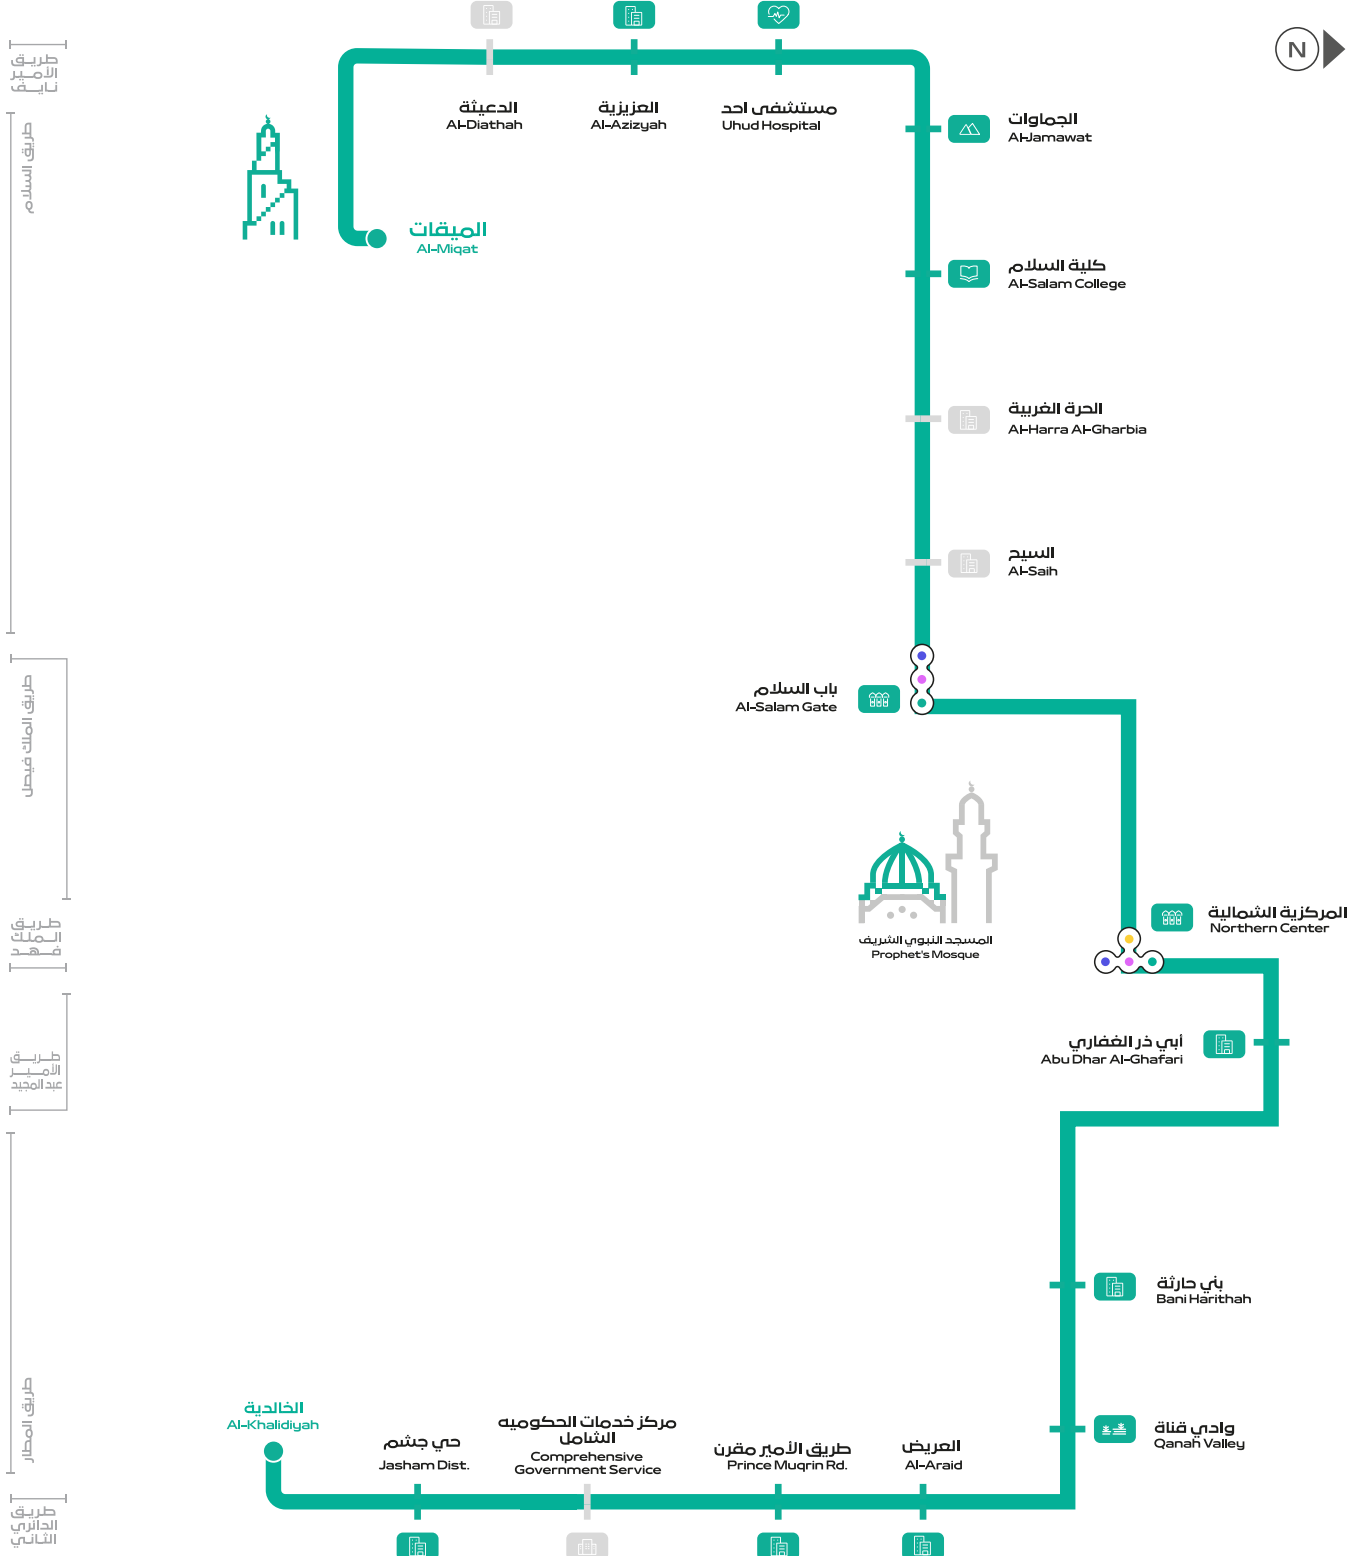 N
طريق
الأمير
نايف
طريق السلام
الدعيثة
Al-Diathah
العزيزية
Al-Azizyah
مستشفى احد
Uhud Hospital
الجماوات
Al-Jamawat
الميقات
Al-Miqat
كلية السلام
Al-Salam College
الحرة الغربية
Al-Harra Al-Gharbia
السيح
Al-Saih
طريق الملك فيصل
باب السلام
Al-Salam Gate
المسجد النبوي الشريف
Prophet's Mosque
المركزية الشمالية
Northern Center
طريق
الملك
فهد
أبي ذر الغفاري
Abu Dhar Al-Ghafari
طريق
الأمير
عبدالمجيد
بني حارثة
Bani Harithah
وادي قناة
Qanah Valley
طريق المطار
الخالدية
Al-Khalidiyah
حي جشم
Jasham Dist.
مركز خدمات الحكوميه
الشامل
Comprehensive
Government Service
طريق الأمير مقرن
Prince Muqrin Rd.
العريض
Al-Araid
طريق
الدائري
الثاني